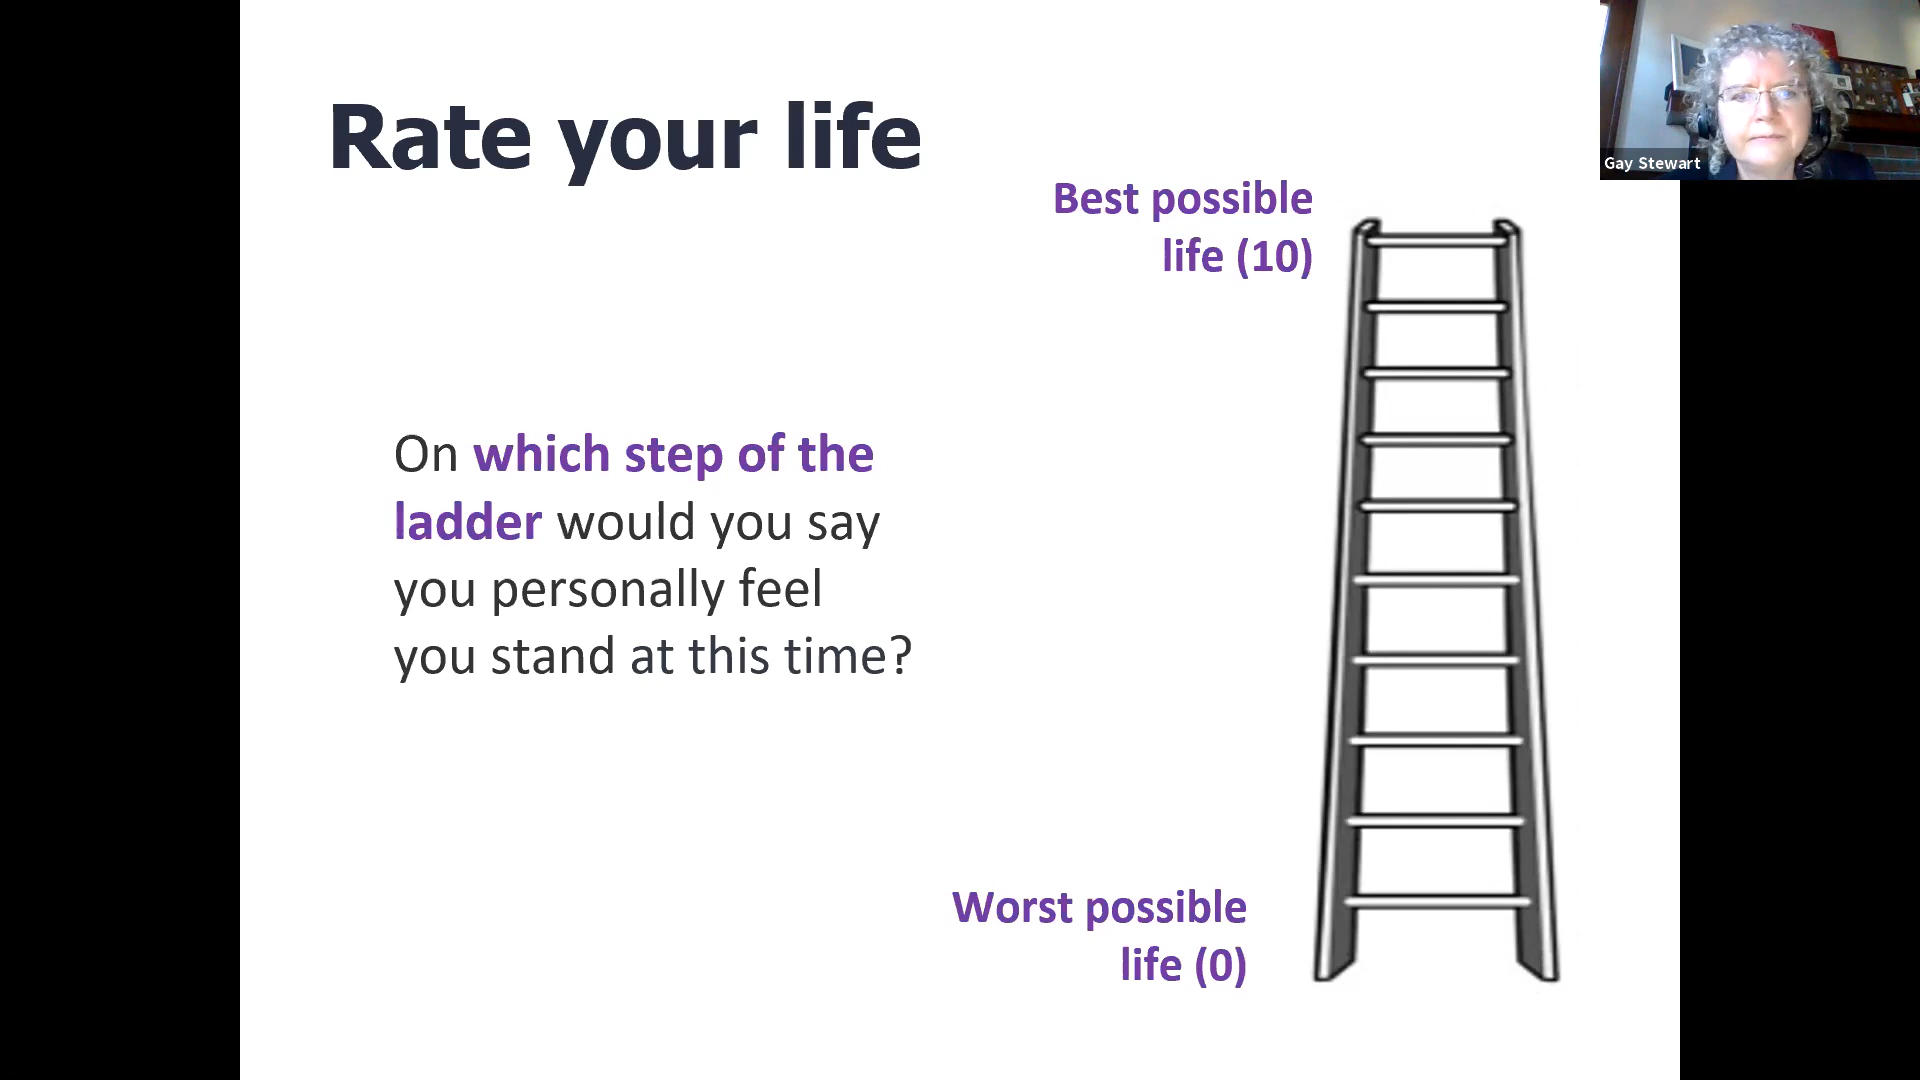 Rate your life
Gay Stewart
Best possible
life (10)
On which step of the
ladder would you say
you personally feel
you stand at this time?
Worst possible
life (0)